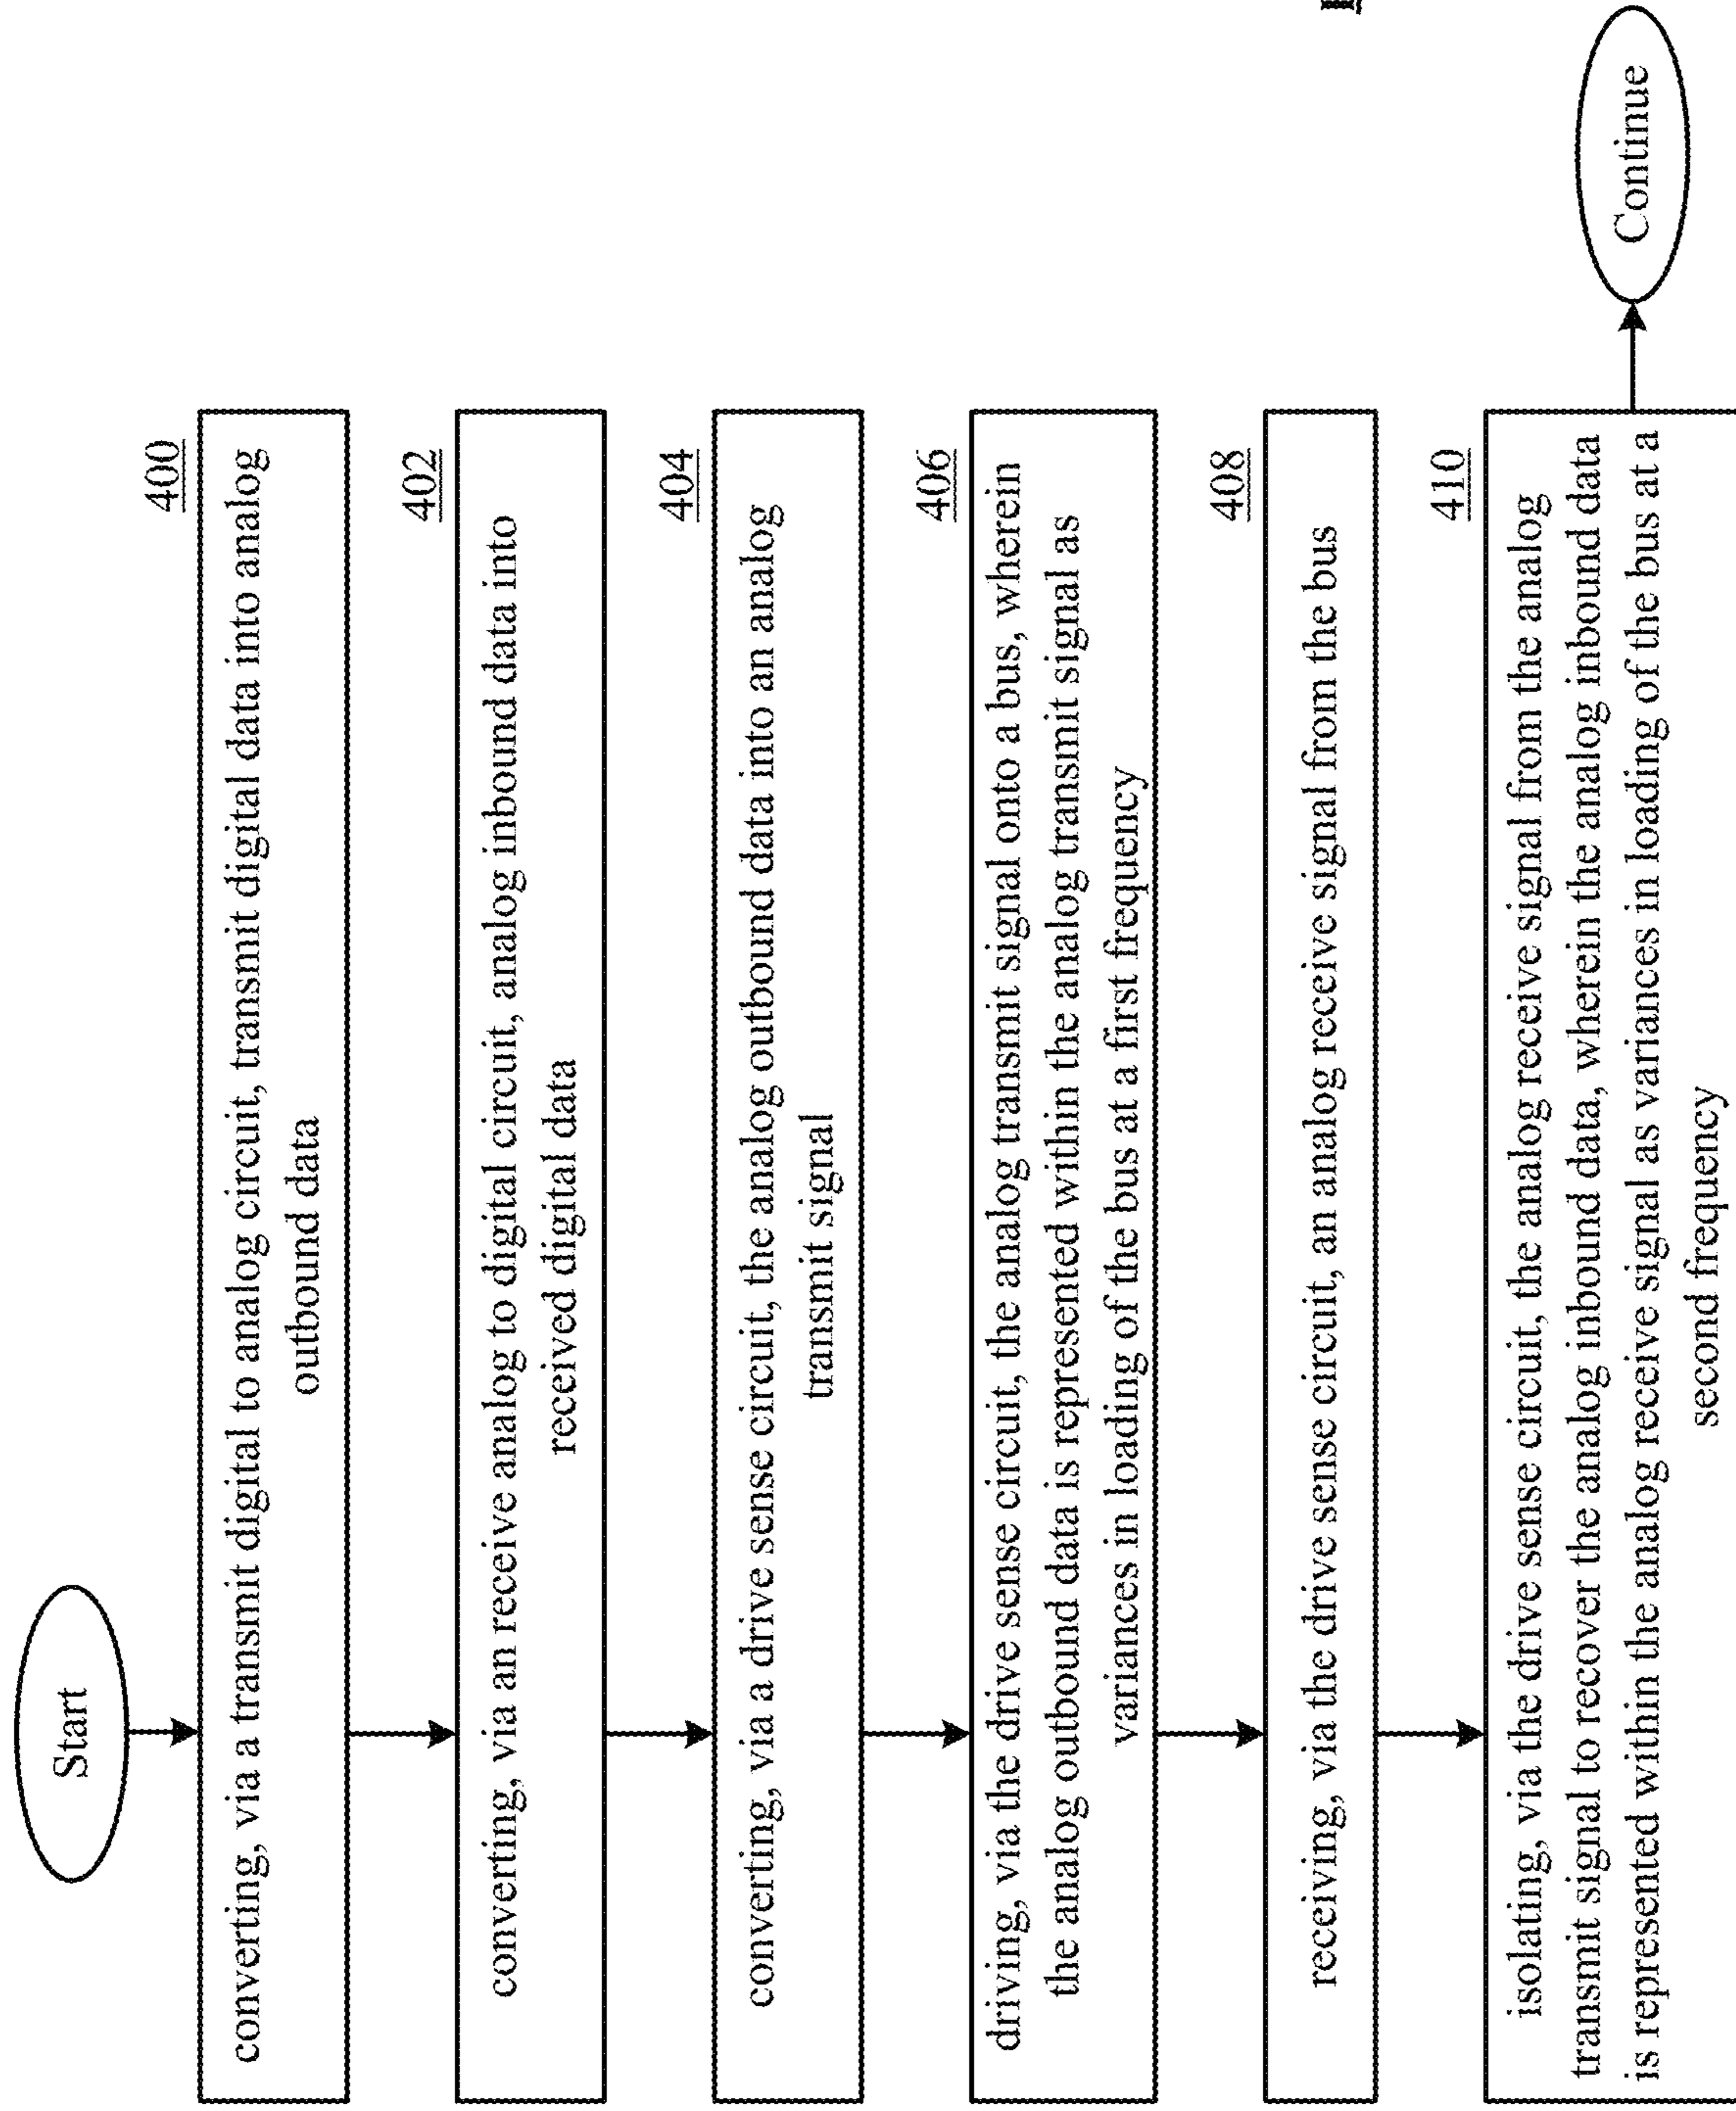 Start
400
converting, via a transmit digital to analog circuit, transmit digital data into analog
outbound data
402
converting, via an receive analog to digital circuit, analog inbound data into
received digital data
404
converting, via a drive sense circuit, the analog outbound data into an analog
transmit signal
406
driving, via the drive sense circuit, the analog transmit signal onto a bus, wherein
the analog outbound data is represented within the analog transmit signal as
variances in loading of the bus at a first frequency
408
receiving, via the drive sense circuit, an analog receive signal from the bus
410
isolating, via the drive sense circuit, the analog receive signal from the analog
transmit signal to recover the analog inbound data, wherein the analog inbound data
is represented within the analog receive signal as variances in loading of the bus at a
second frequency
Continue